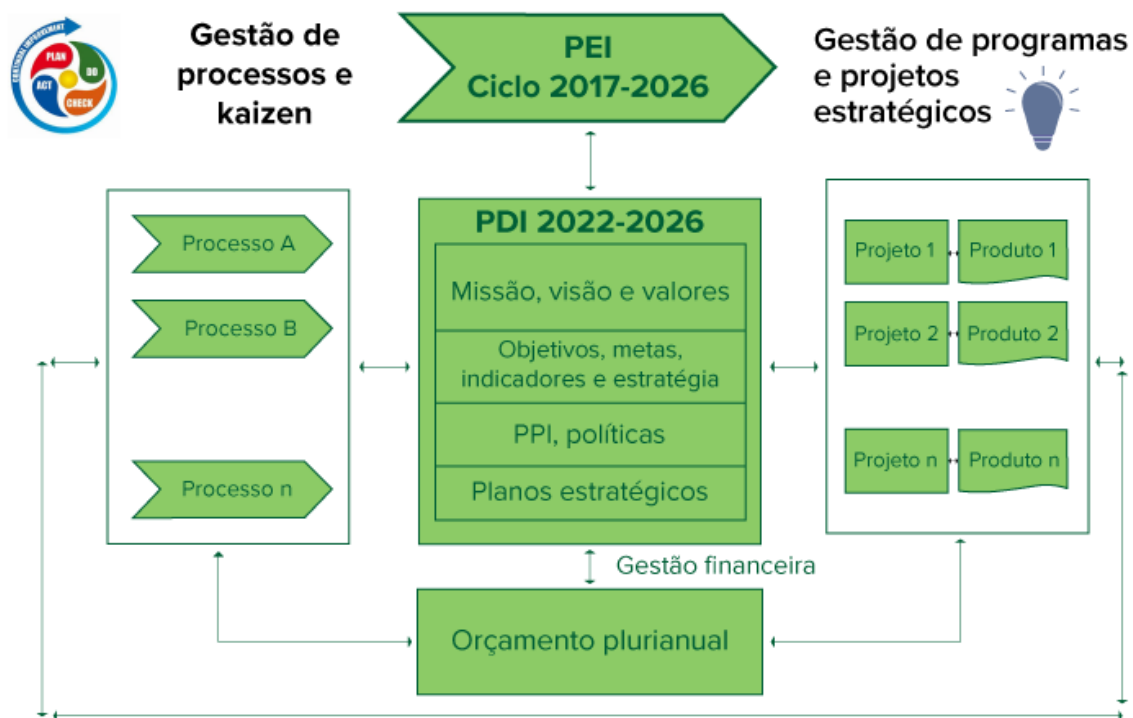 CONTINUAL IMPROVEMENT
PLAN
DO
ACT
CHECK
Gestão de
processos e
kaizen
PEI
Ciclo 2017-2026
Gestão de programas
e projetos
estratégicos
Processo A
Processo B
Processo n
PDI 2022-2026
Missão, visão e valores
Objetivos, metas,
indicadores e estratégia
PPI, políticas
Planos estratégicos
Projeto 1
Produto 1
Projeto 2
Produto 2
Projeto n
Produto n
Gestão financeira
Orçamento plurianual